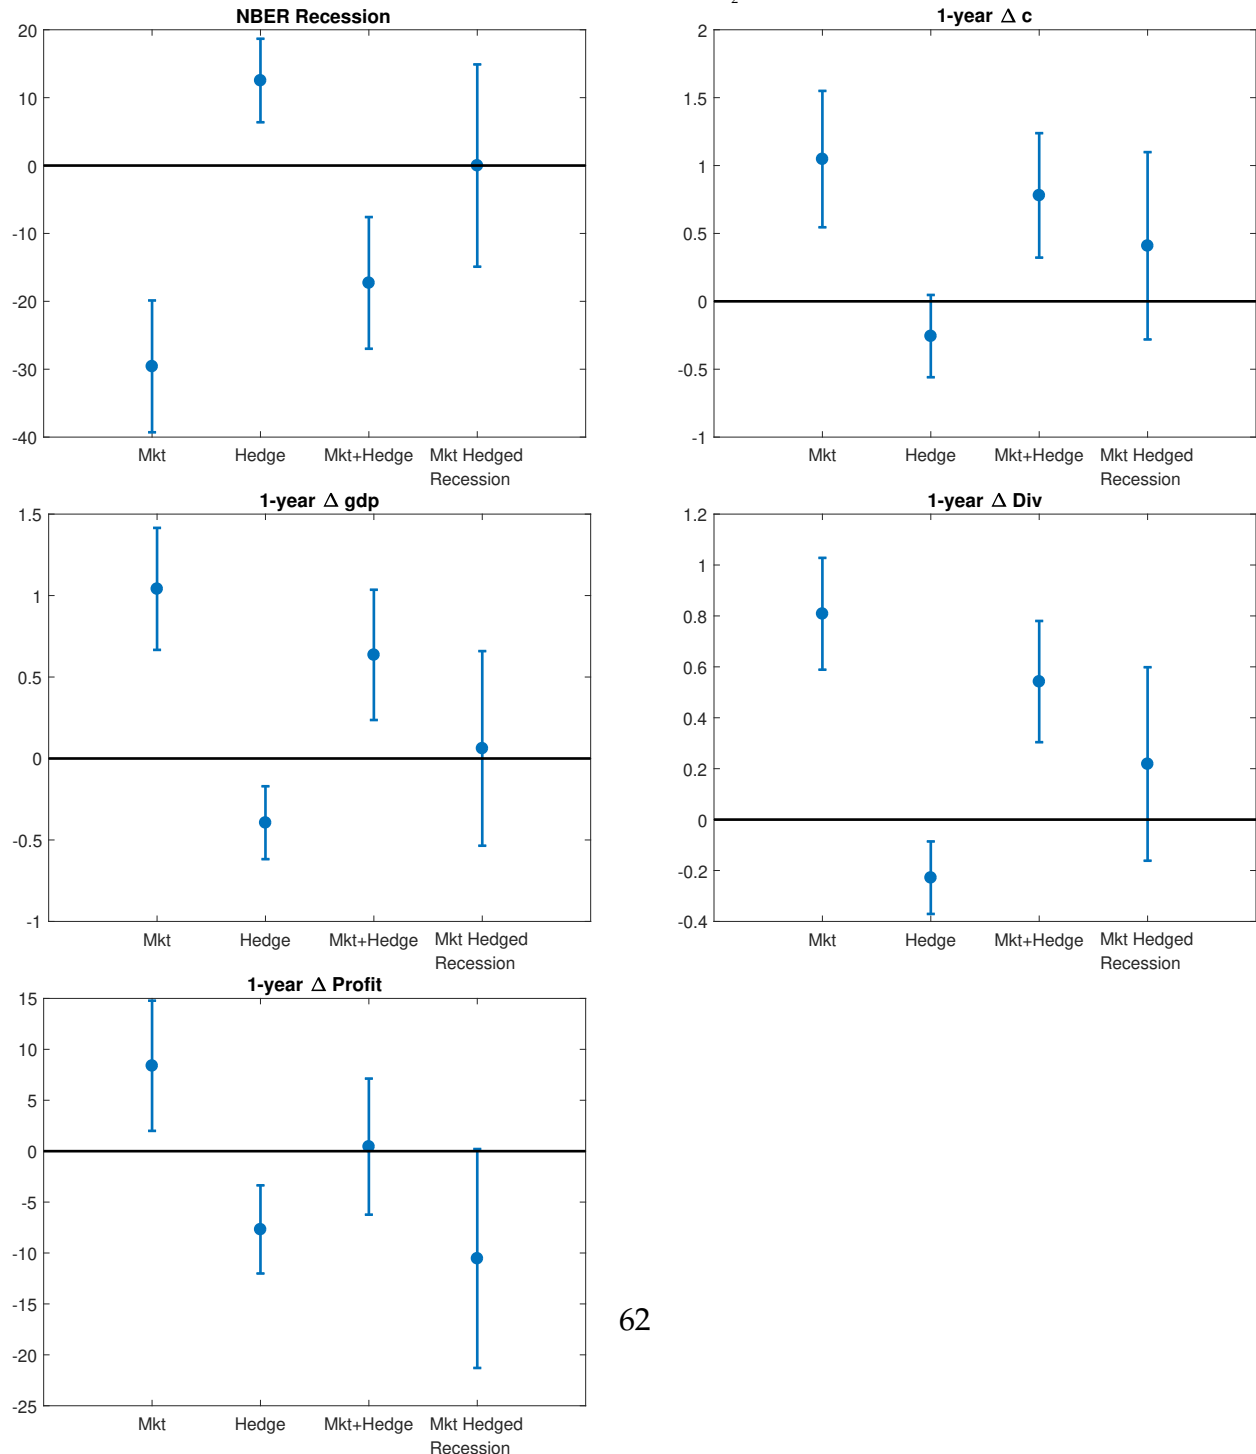 2
NBER Recession
20
10
0
-10
-20
-30
-40
Mkt
Hedge
Mkt+Hedge
Mkt Hedged
Recession
1-year Δ c
2
1.5
1
0.5
0
-0.5
-1
Mkt
Hedge
Mkt+Hedge
Mkt Hedged
Recession
1-year Δ gdp
1.5
1
0.5
0
-0.5
-1
Mkt
Hedge
Mkt+Hedge
Mkt Hedged
Recession
1-year Δ Div
1.2
1
0.8
0.6
0.4
0.2
0
-0.2
-0.4
Mkt
Hedge
Mkt+Hedge
Mkt Hedged
Recession
1-year Δ Profit
15
10
5
0
-5
-10
-15
-20
-25
Mkt
Hedge
Mkt+Hedge
Mkt Hedged
Recession
62